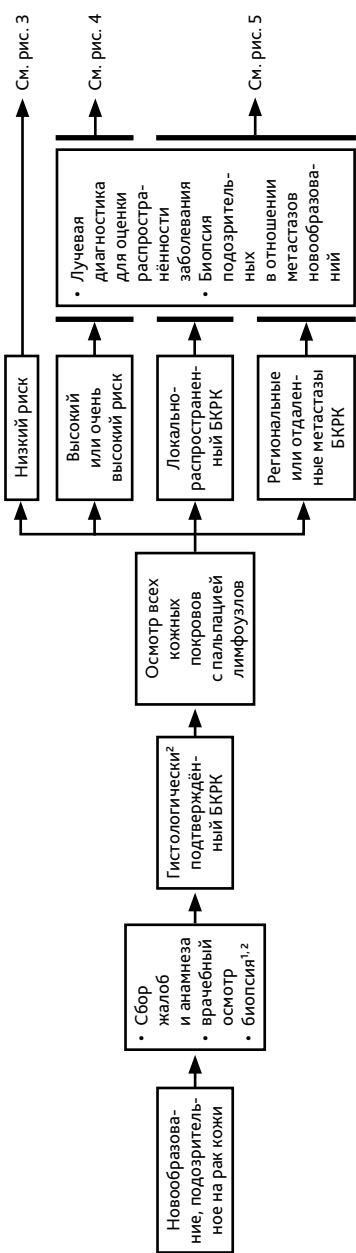 Новообразова-
ние, подозритель-
ное на рак кожи
• Сбор
жалоб
и анамнеза
• врачебный
осмотр
• биопсия¹,²
Гистологически²
подтверждён-
ный БКРК
Осмотр всех
кожных
покровов
с пальпацией
лимфоузлов
Низкий риск
Высокий
или очень
высокий риск
Локально-
распространен-
ный БКРК
Региональные
или отдален-
ные метастазы
БКРК
• Лучевая
диагностика
для оценки
распростра-
нённости
заболевания
• Биопсия
подозритель-
ных
в отношении
метастазов
новообразова-
ний
См. рис. 3
См. рис. 4
См. рис. 5